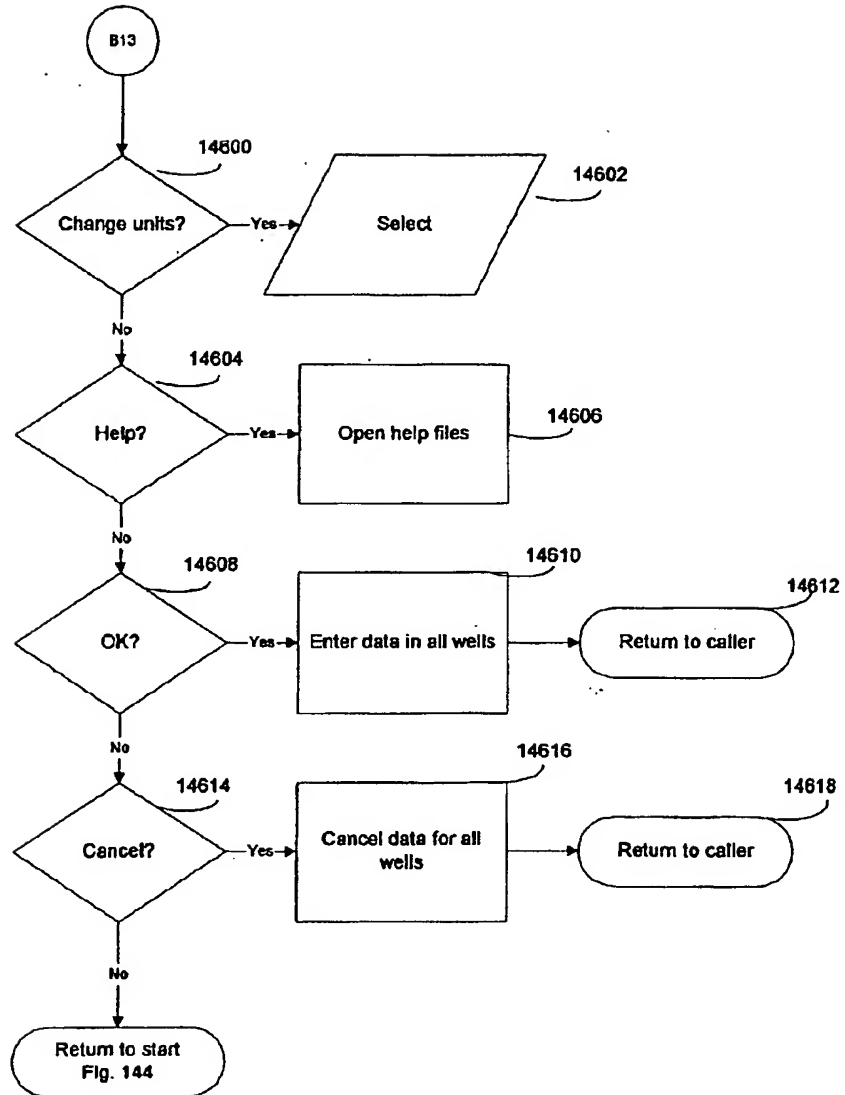 B13
14600
Change units?
Yes
Select
14602
No
14604
Help?
Yes
Open help files
14606
No
14608
OK?
Yes
14610
Enter data in all wells
14612
Return to caller
No
14614
Cancel?
Yes
14616
Cancel data for all
wells
14618
Return to caller
No
Return to start
Fig. 144